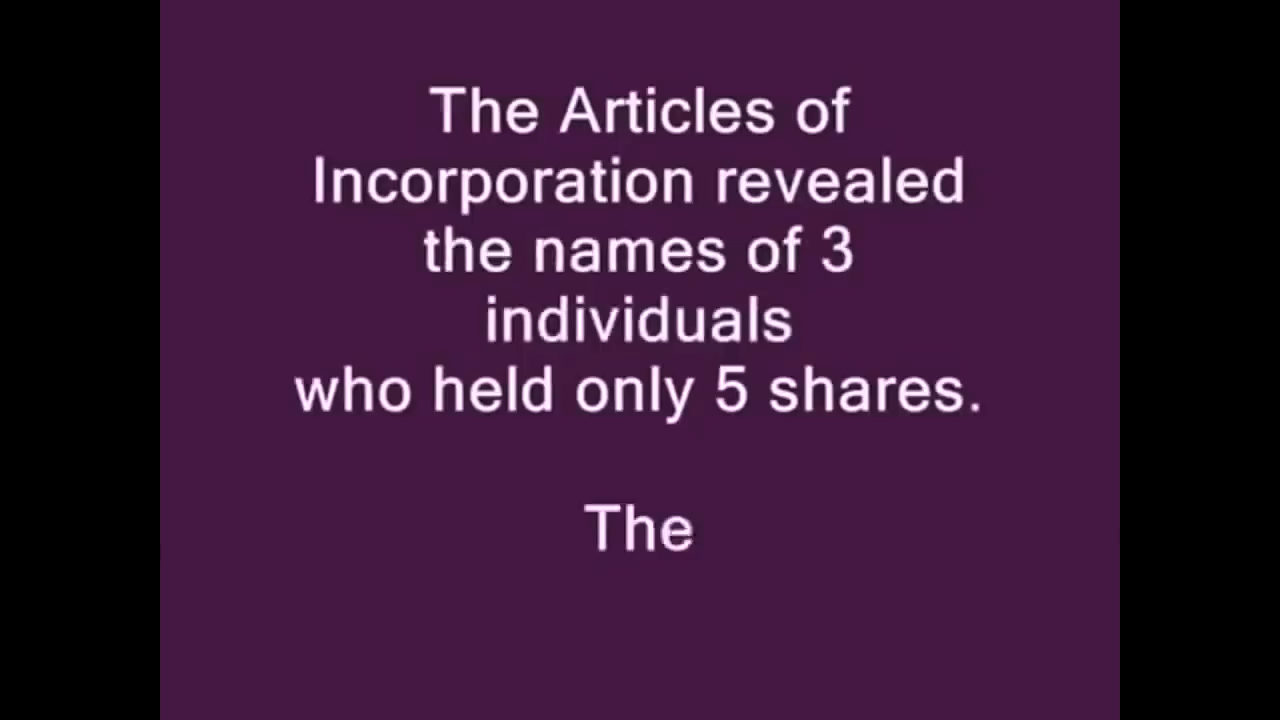 The Articles of
Incorporation revealed
the names of 3
individuals
who held only 5 shares.
The